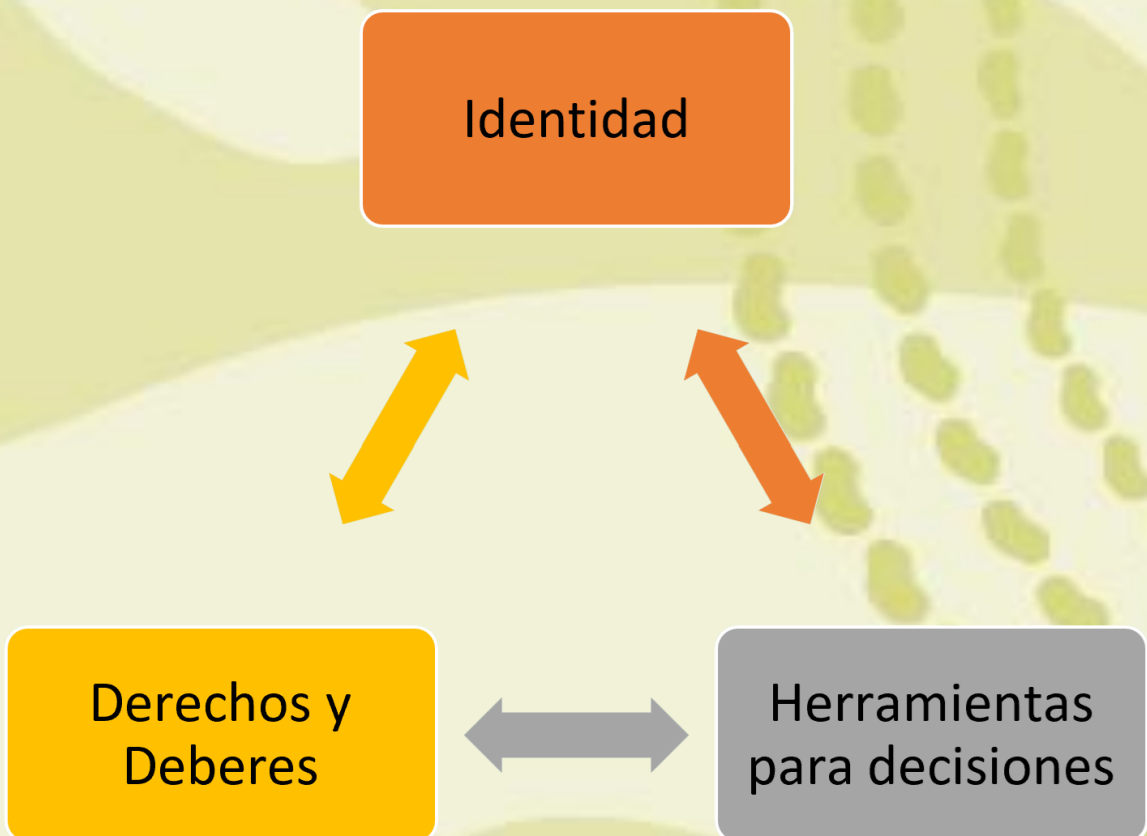 Identidad
Derechos y
Deberes
Herramientas
para decisiones